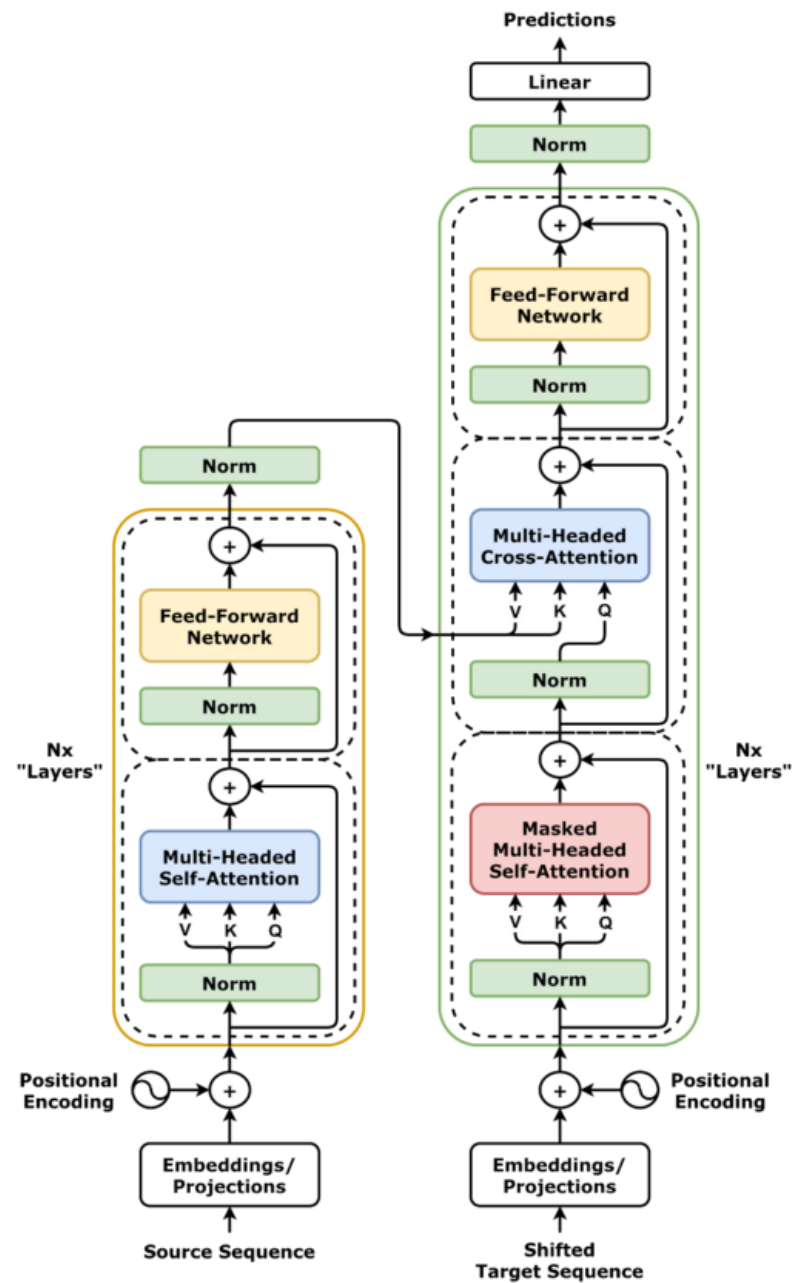 Predictions
Linear
Norm
Feed-Forward
Network
Norm
Multi-Headed
Cross-Attention
V K Q
Norm
Masked
Multi-Headed
Self-Attention
V K Q
Norm
Nx
"Layers"
Positional
Encoding
Embeddings/
Projections
Shifted
Target Sequence
Norm
Feed-Forward
Network
Norm
Nx
"Layers"
Multi-Headed
Self-Attention
V K Q
Norm
Positional
Encoding
Embeddings/
Projections
Source Sequence